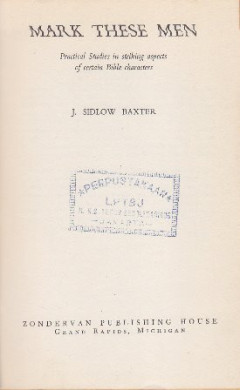 MARK THESE MEN
Practical Studies in striking aspects
of certain Bible characters
J. SIDLOW BAXTER
PERPUSTAKAAN
LPTSJ
JAKARTA
ZONDERVAN PUBLISHING HOUSE
GRAND RAPIDS, MICHIGAN